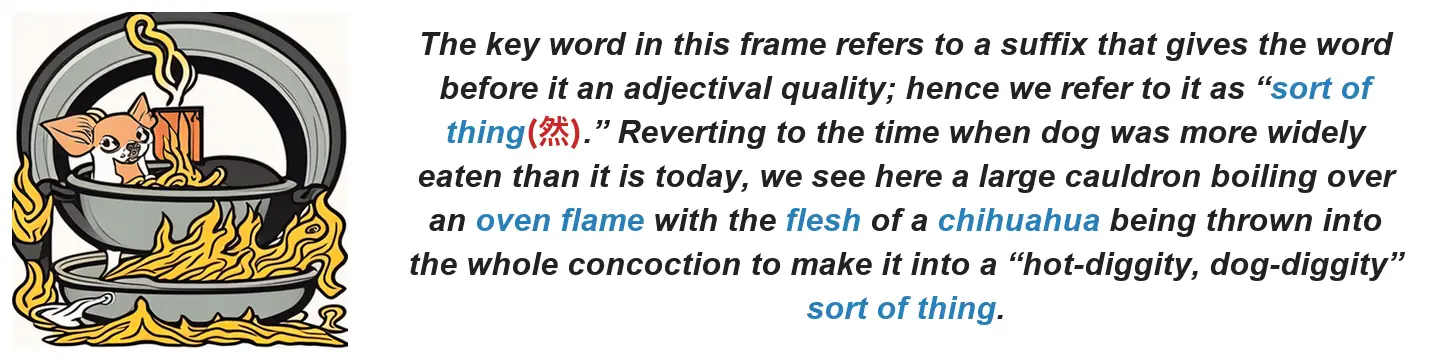 The key word in this frame refers to a suffix that gives the word
before it an adjectival quality; hence we refer to it as “sort of
thing(然).” Reverting to the time when dog was more widely
eaten than it is today, we see here a large cauldron boiling over
an oven flame with the flesh of a chihuahua being thrown into
the whole concoction to make it into a “hot-diggity, dog-diggity”
sort of thing.